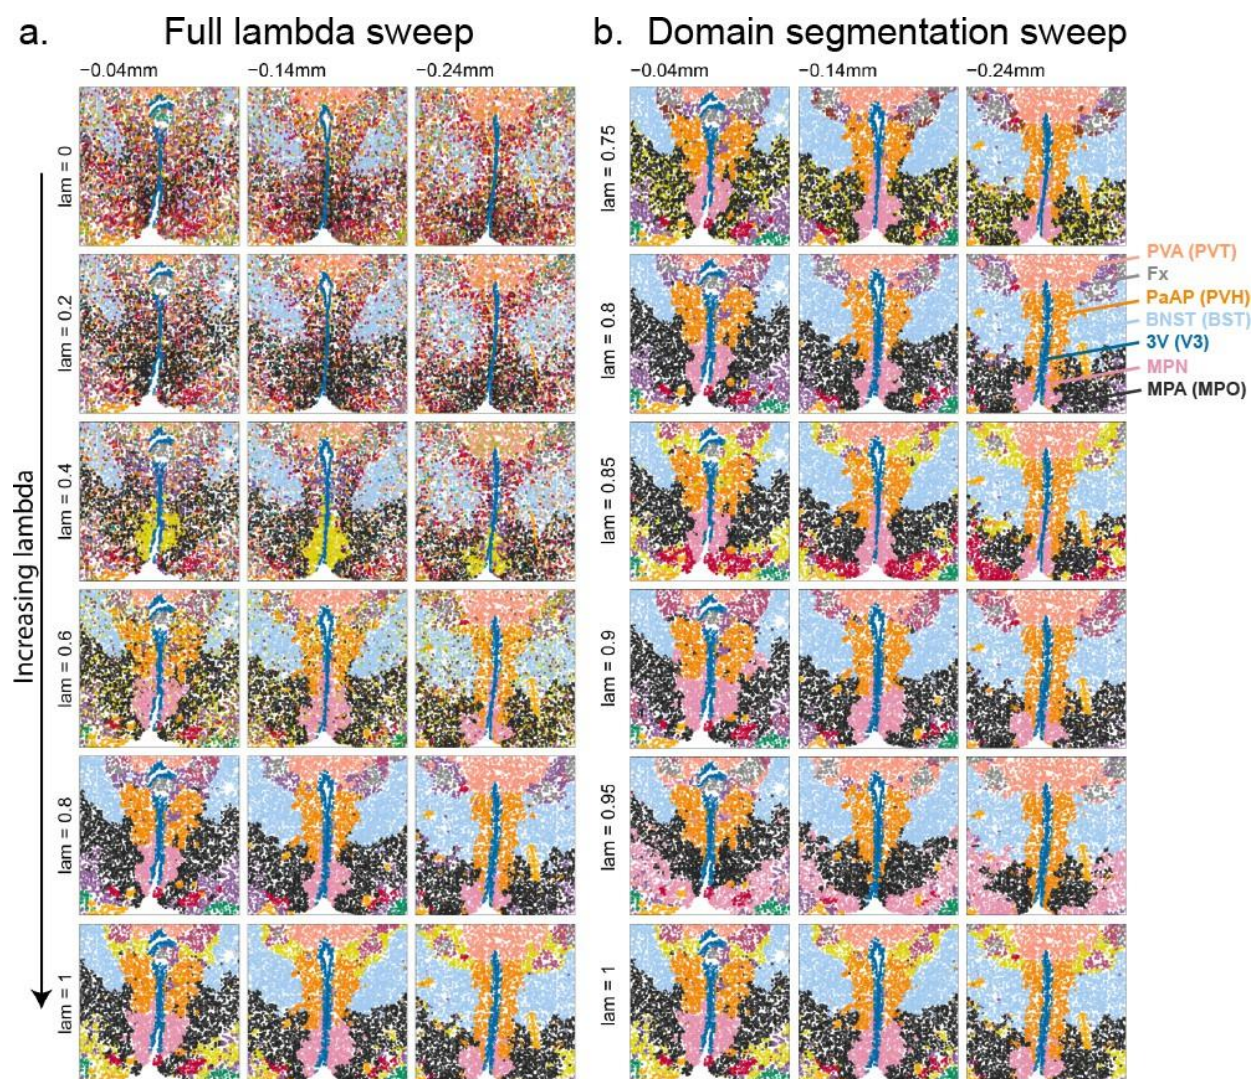 a. Full lambda sweep
b. Domain segmentation sweep
−0.04mm −0.14mm −0.24mm
−0.04mm −0.14mm −0.24mm
Increasing lambda
lam = 0
lam = 0.2
lam = 0.4
lam = 0.6
lam = 0.8
lam = 1
lam = 0.75
lam = 0.8
lam = 0.85
lam = 0.9
lam = 0.95
lam = 1
PVA (PVT)
Fx
PaAP (PVH)
BNST (BST)
3V (V3)
MPN
MPA (MPO)